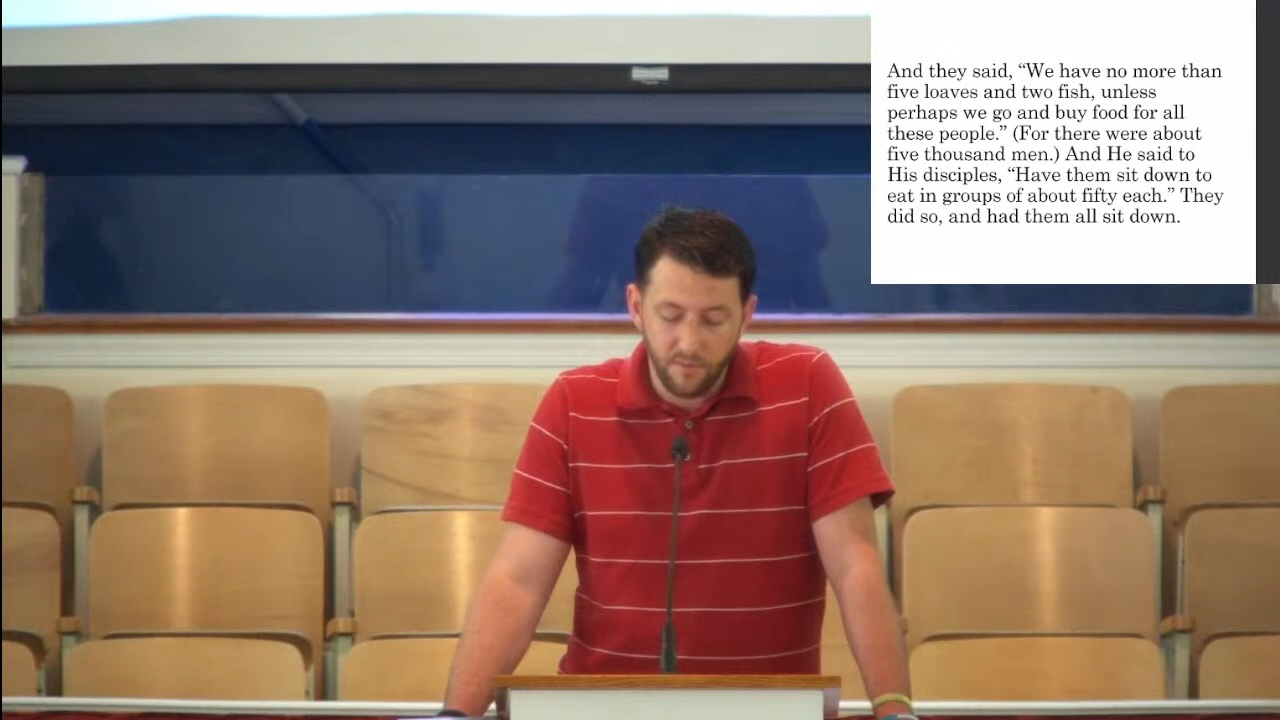 And they said, “We have no more than
five loaves and two fish, unless
perhaps we go and buy food for all
these people.” (For there were about
five thousand men.) And He said to
His disciples, “Have them sit down to
eat in groups of about fifty each.” They
did so, and had them all sit down.